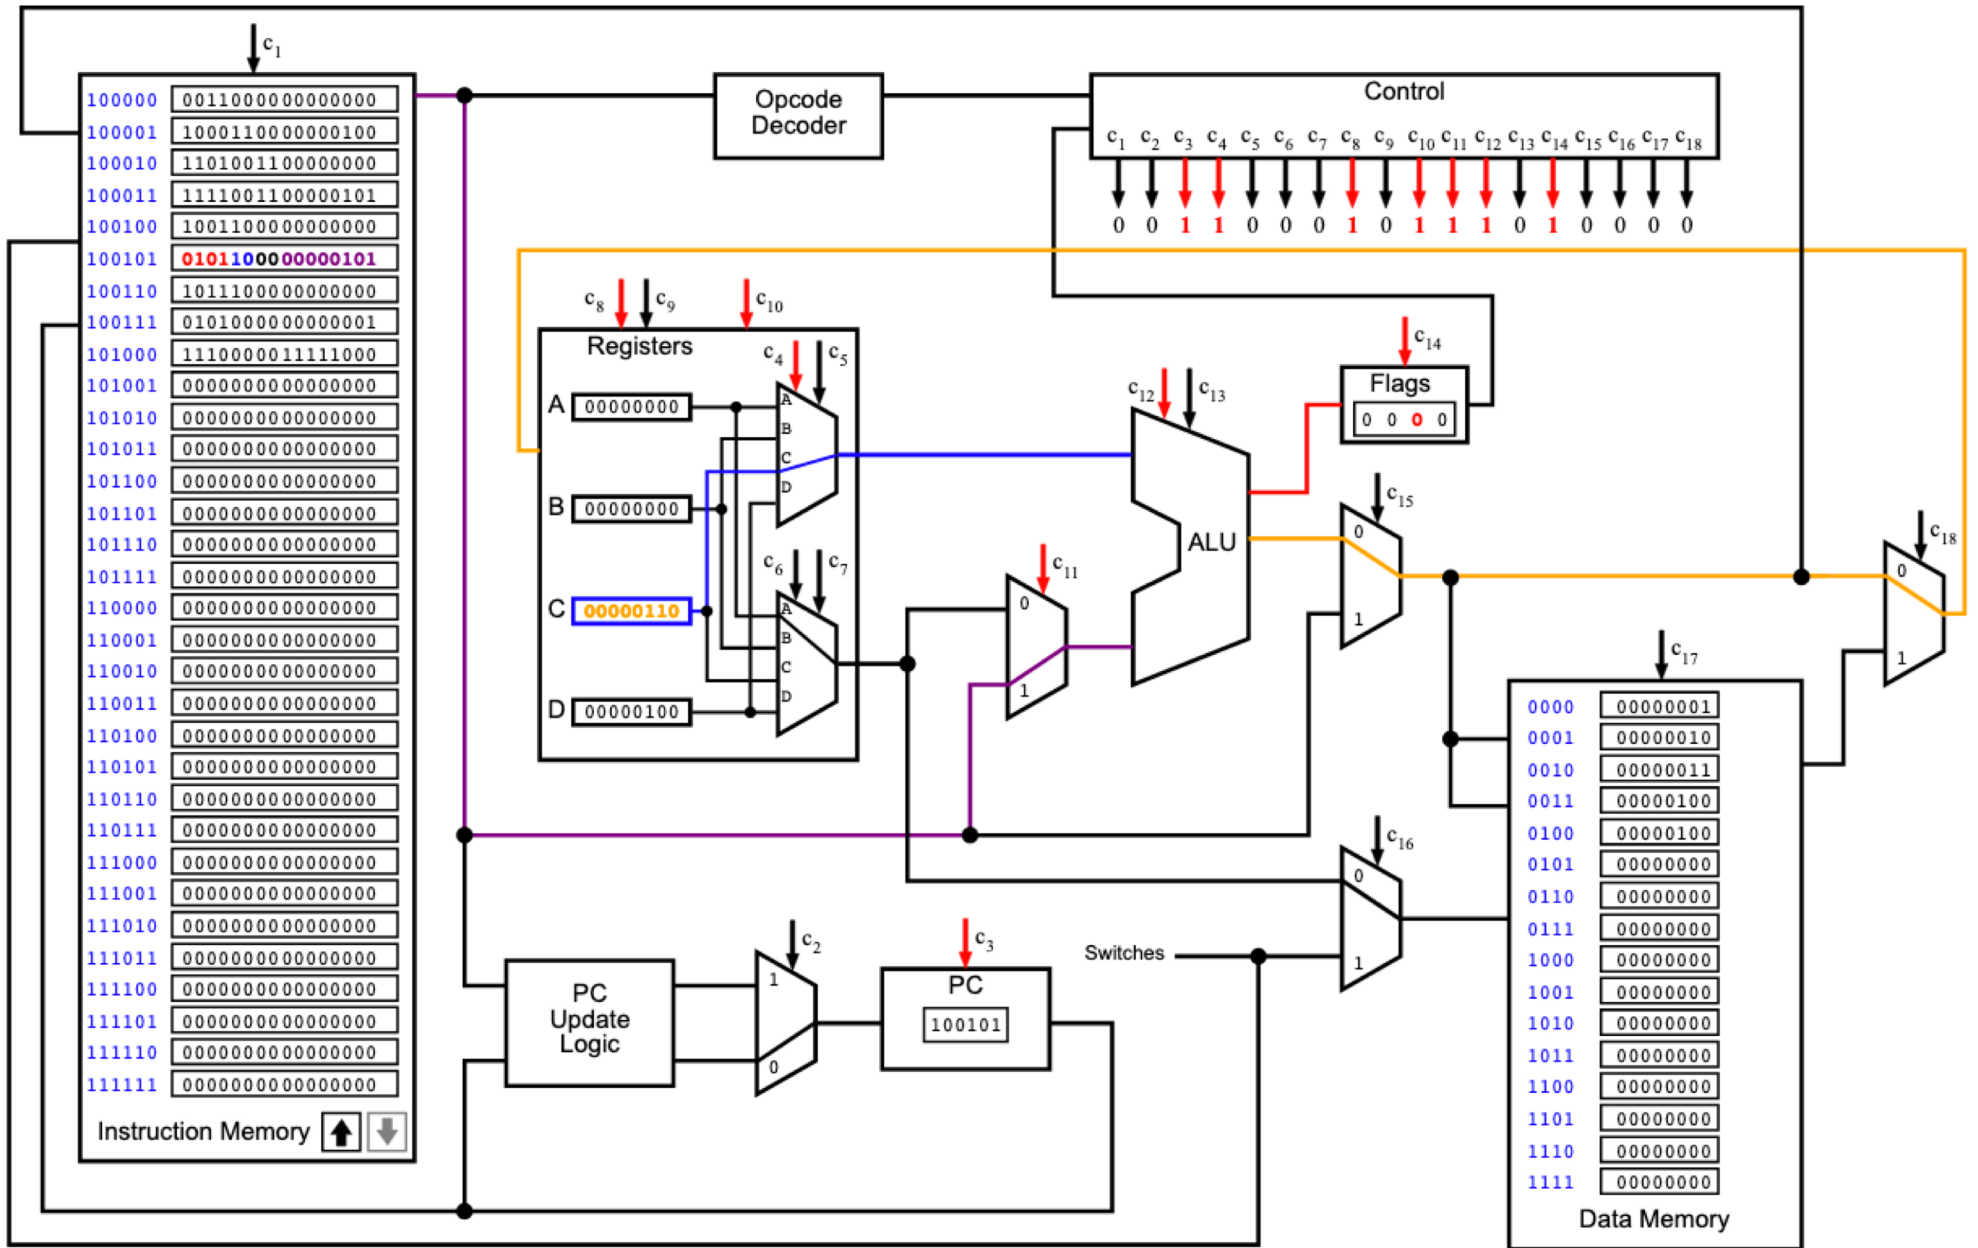 c1
100000 0011000000000000
100001 1000110000000100
100010 1101001100000000
100011 1111001100000101
100100 1001100000000000
100101 0101100000000101
100110 1011100000000000
100111 0101000000000001
101000 1110000011111000
101001 0000000000000000
101010 0000000000000000
101011 0000000000000000
101100 0000000000000000
101101 0000000000000000
101110 0000000000000000
101111 0000000000000000
110000 0000000000000000
110001 0000000000000000
110010 0000000000000000
110011 0000000000000000
110100 0000000000000000
110101 0000000000000000
110110 0000000000000000
110111 0000000000000000
111000 0000000000000000
111001 0000000000000000
111010 0000000000000000
111011 0000000000000000
111100 0000000000000000
111101 0000000000000000
111110 0000000000000000
111111 0000000000000000
Instruction Memory
Opcode
Decoder
Control
c1 c2 c3 c4 c5 c6 c7 c8 c9 c10 c11 c12 c13 c14 c15 c16 c17 c18
0 0 1 1 0 0 0 1 0 1 1 1 0 1 0 0 0 0
c8 c9 c10
Registers
c4 c5
A 00000000
B 00000000
C 00000110
D 00000100
A
B
C
D
c6 c7
A
B
C
D
c11
0
1
c12 c13
ALU
c14
Flags
0 0 0 0
c15
0
1
c18
0
1
c16
0
1
Switches
PC
Update
Logic
c2
1
0
c3
PC
100101
c17
0000 00000001
0001 00000010
0010 00000011
0011 00000100
0100 00000100
0101 00000000
0110 00000000
0111 00000000
1000 00000000
1001 00000000
1010 00000000
1011 00000000
1100 00000000
1101 00000000
1110 00000000
1111 00000000
Data Memory